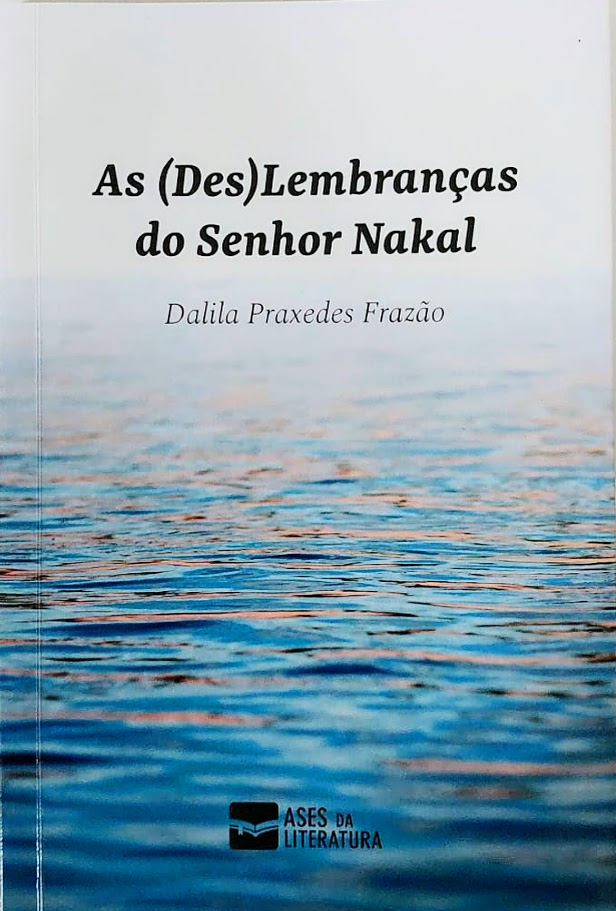 As (Des)Lembranças
do Senhor Nakal
Dalila Praxedes Frazão
ASES DA
LITERATURA